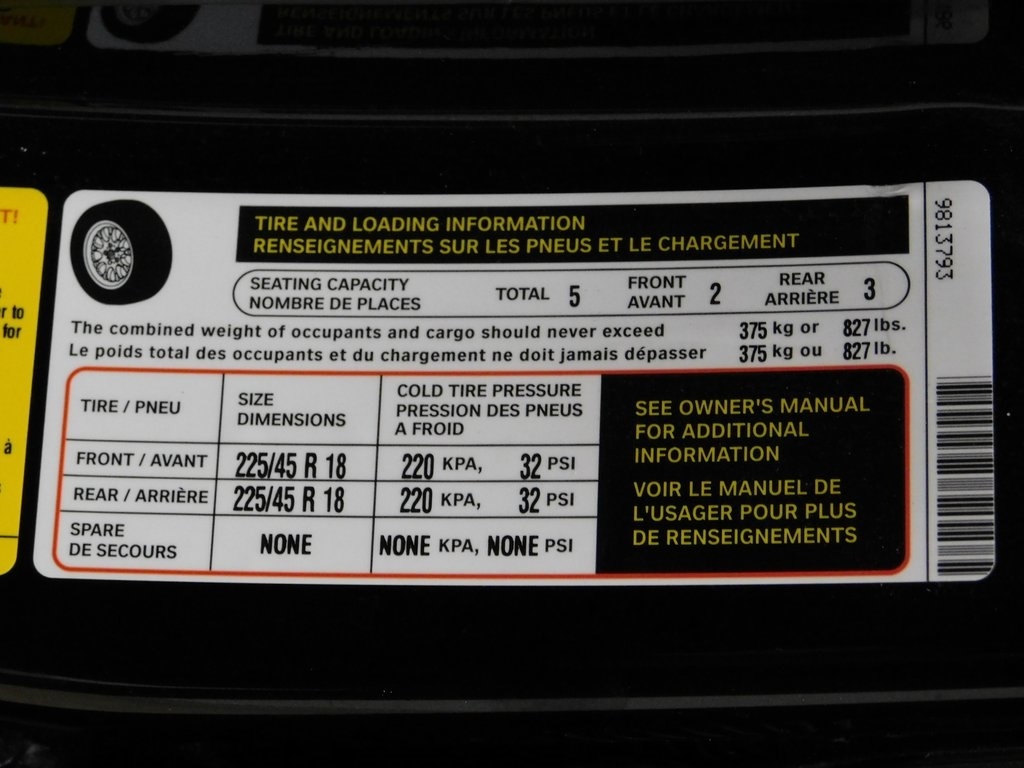 TIRE AND LOADING INFORMATION
RENSEIGNEMENTS SUR LES PNEUS ET LE CHARGEMENT
SEATING CAPACITY
NOMBRE DE PLACES
TOTAL 5
FRONT
AVANT 2
REAR
ARRIÈRE 3
The combined weight of occupants and cargo should never exceed 375 kg or 827 lbs.
Le poids total des occupants et du chargement ne doit jamais dépasser 375 kg ou 827 lb.
TIRE / PNEU
SIZE
DIMENSIONS
COLD TIRE PRESSURE
PRESSION DES PNEUS
A FROID
FRONT / AVANT 225/45 R 18 220 KPA, 32 PSI
REAR / ARRIÈRE 225/45 R 18 220 KPA, 32 PSI
SPARE
DE SECOURS NONE NONE KPA, NONE PSI
SEE OWNER'S MANUAL
FOR ADDITIONAL
INFORMATION
VOIR LE MANUEL DE
L'USAGER POUR PLUS
DE RENSEIGNEMENTS
9813793
T!
r to
for
à